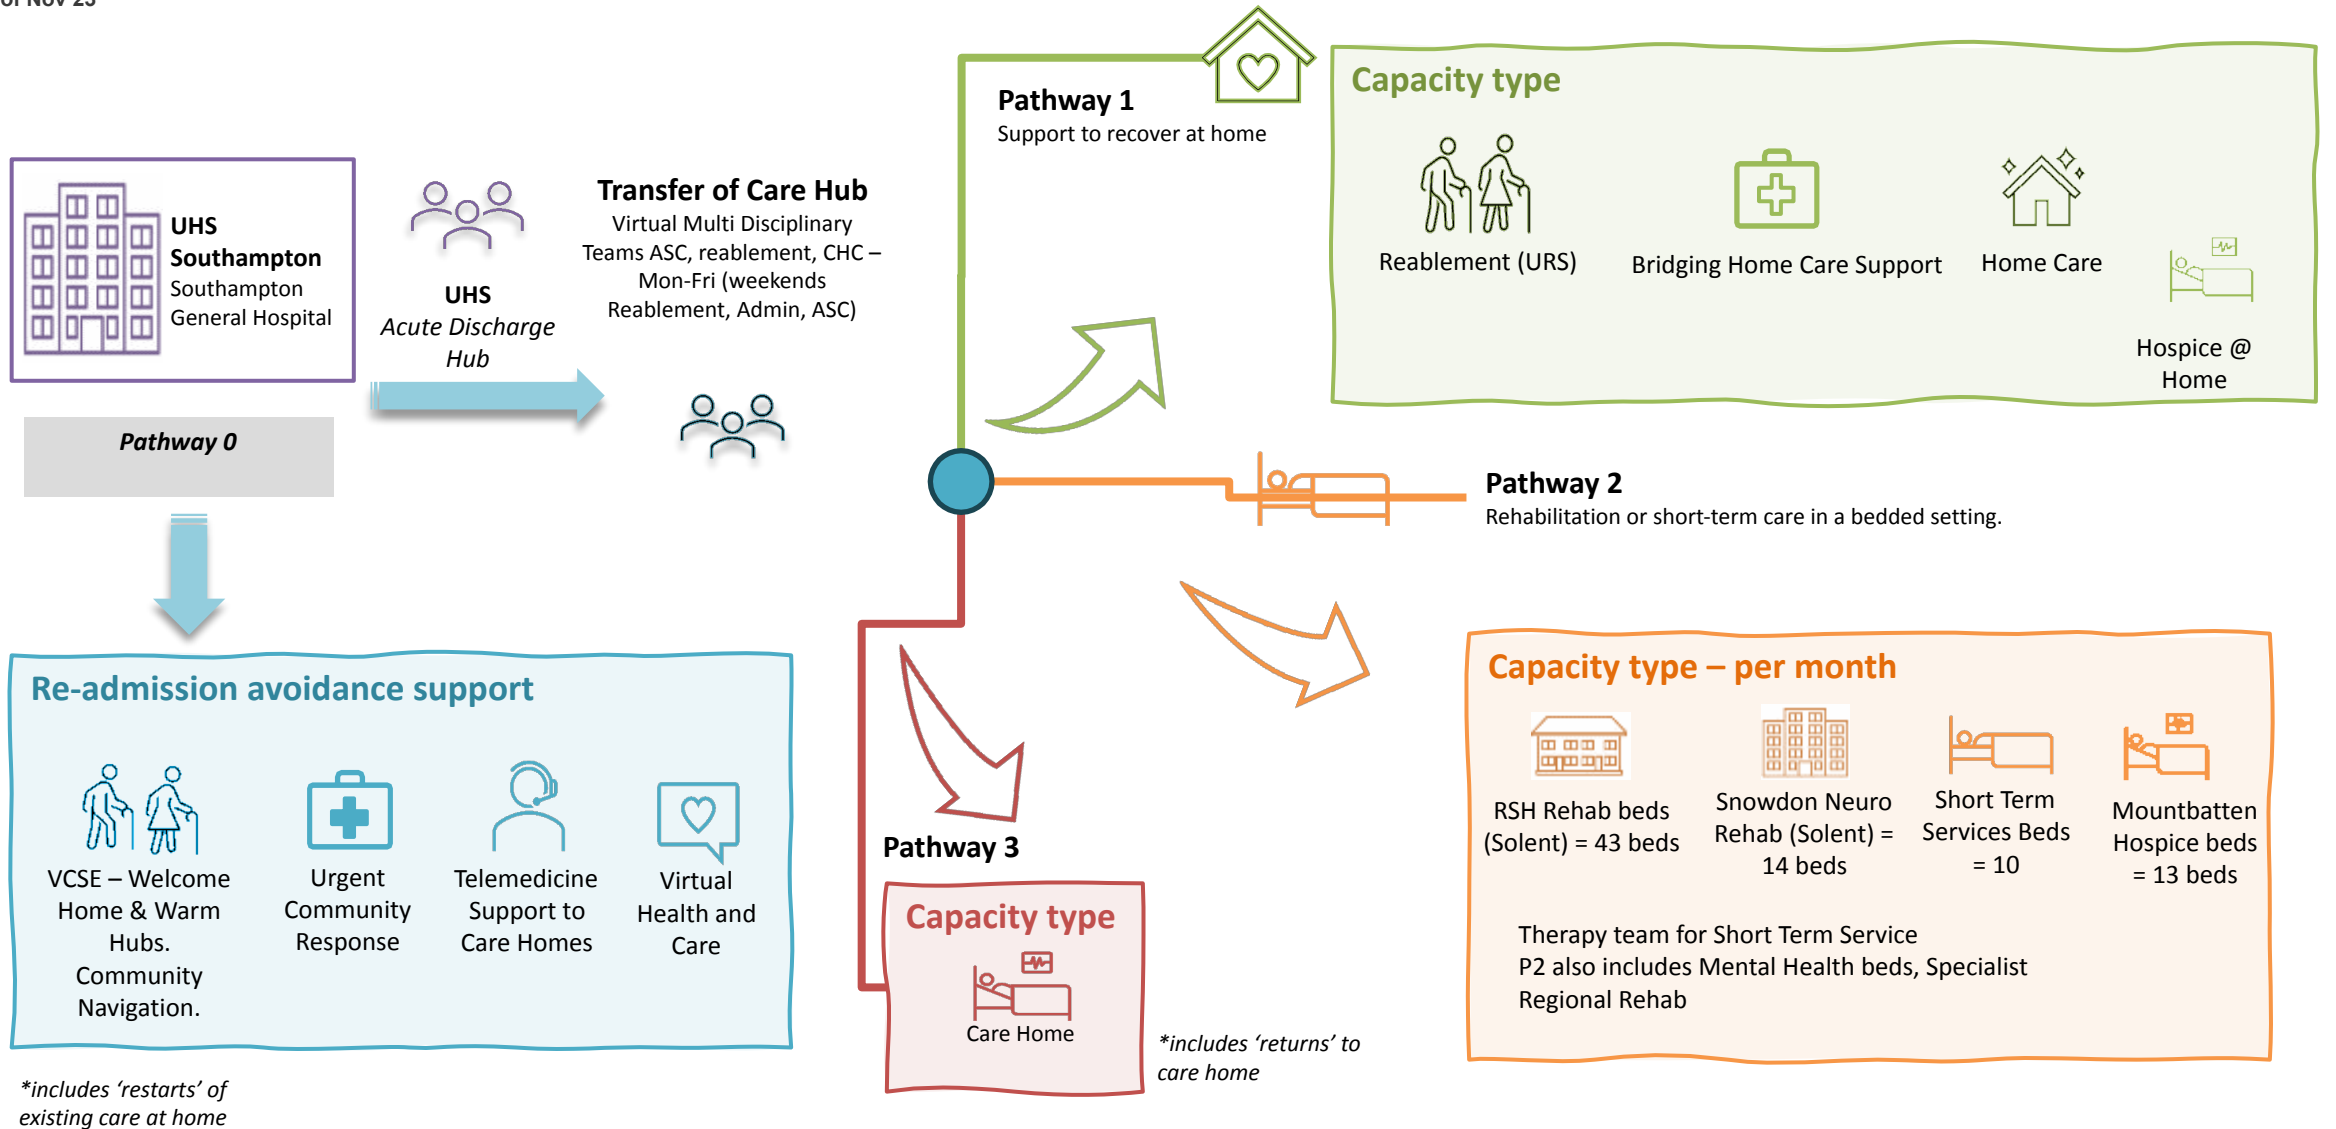 of Nov 23
UHS
Southampton
Southampton
General Hospital
Pathway 0
UHS
Acute Discharge
Hub
Transfer of Care Hub
Virtual Multi Disciplinary
Teams ASC, reablement, CHC –
Mon-Fri (weekends
Reablement, Admin, ASC)
Pathway 1
Support to recover at home
Capacity type
Reablement (URS)
Bridging Home Care Support
Home Care
Hospice @
Home
Pathway 2
Rehabilitation or short-term care in a bedded setting.
Capacity type – per month
RSH Rehab beds
(Solent) = 43 beds
Snowdon Neuro
Rehab (Solent) =
14 beds
Short Term
Services Beds
= 10
Mountbatten
Hospice beds
= 13 beds
Therapy team for Short Term Service
P2 also includes Mental Health beds, Specialist
Regional Rehab
Pathway 3
Capacity type
Care Home
*includes ‘returns’ to
care home
Re-admission avoidance support
VCSE – Welcome
Home & Warm
Hubs.
Community
Navigation.
Urgent
Community
Response
Telemedicine
Support to
Care Homes
Virtual
Health and
Care
*includes ‘restarts’ of
existing care at home